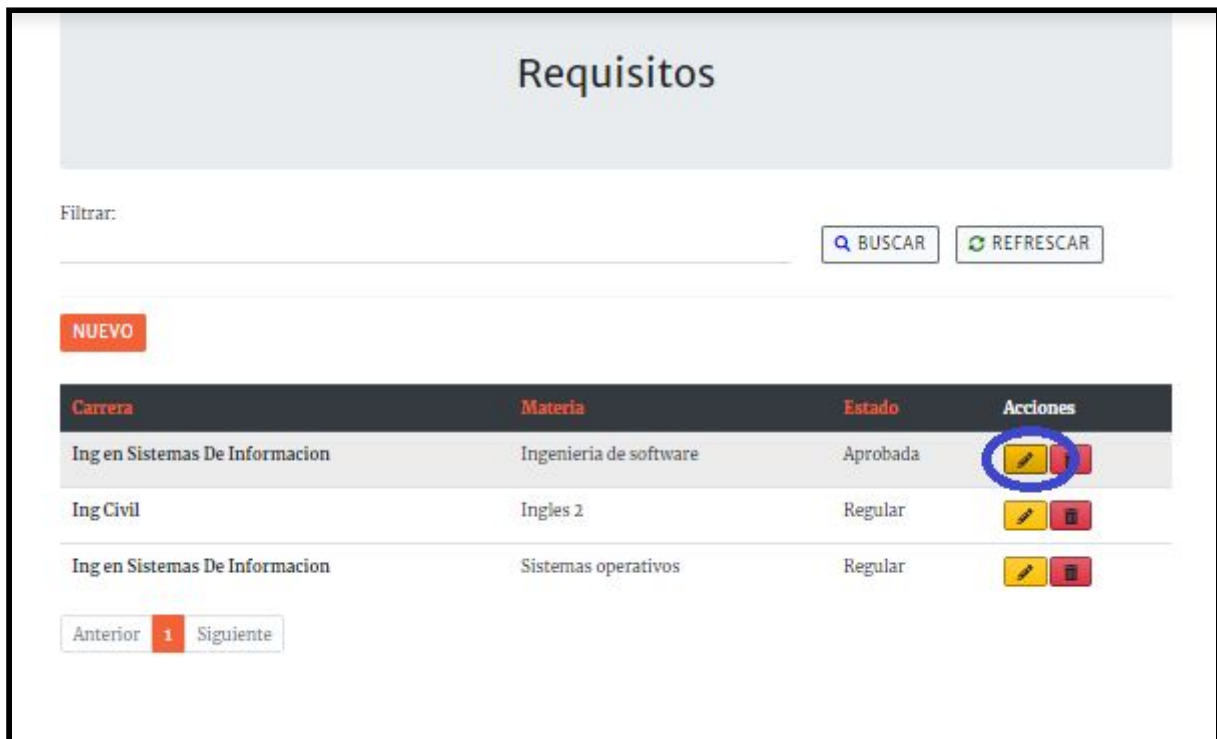 Requisitos
Filtrar:
BUSCAR REFRESCAR
NUEVO
Carrera Materia Estado Acciones
Ing en Sistemas De Informacion Ingenieria de software Aprobada
Ing Civil Ingles 2 Regular
Ing en Sistemas De Informacion Sistemas operativos Regular
Anterior 1 Siguiente